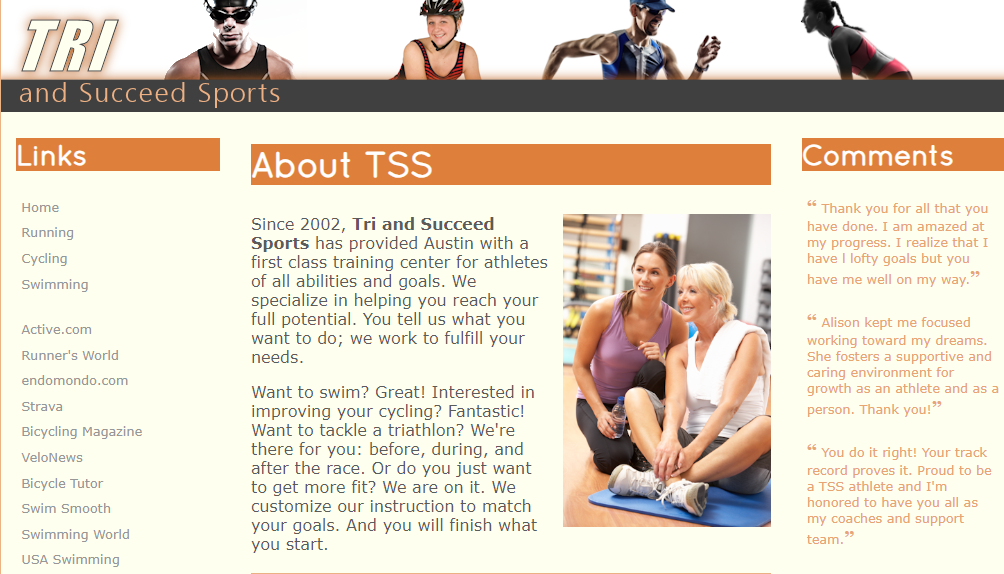 TRI
and Succeed Sports
Links
Home
Running
Cycling
Swimming
Active.com
Runner's World
endomondo.com
Strava
Bicycling Magazine
VeloNews
Bicycle Tutor
Swim Smooth
Swimming World
USA Swimming
About TSS
Since 2002, Tri and Succeed
Sports has provided Austin with a
first class training center for athletes
of all abilities and goals. We
specialize in helping you reach your
full potential. You tell us what you
want to do; we work to fulfill your
needs.
Want to swim? Great! Interested in
improving your cycling? Fantastic!
Want to tackle a triathlon? We're
there for you: before, during, and
after the race. Or do you just want
to get more fit? We are on it. We
customize our instruction to match
your goals. And you will finish what
you start.
Comments
“ Thank you for all that you
have done. I am amazed at
my progress. I realize that I
have l lofty goals but you
have me well on my way.”
“ Alison kept me focused
working toward my dreams.
She fosters a supportive and
caring environment for
growth as an athlete and as a
person. Thank you!”
“ You do it right! Your track
record proves it. Proud to be
a TSS athlete and I'm
honored to have you all as
my coaches and support
team.”